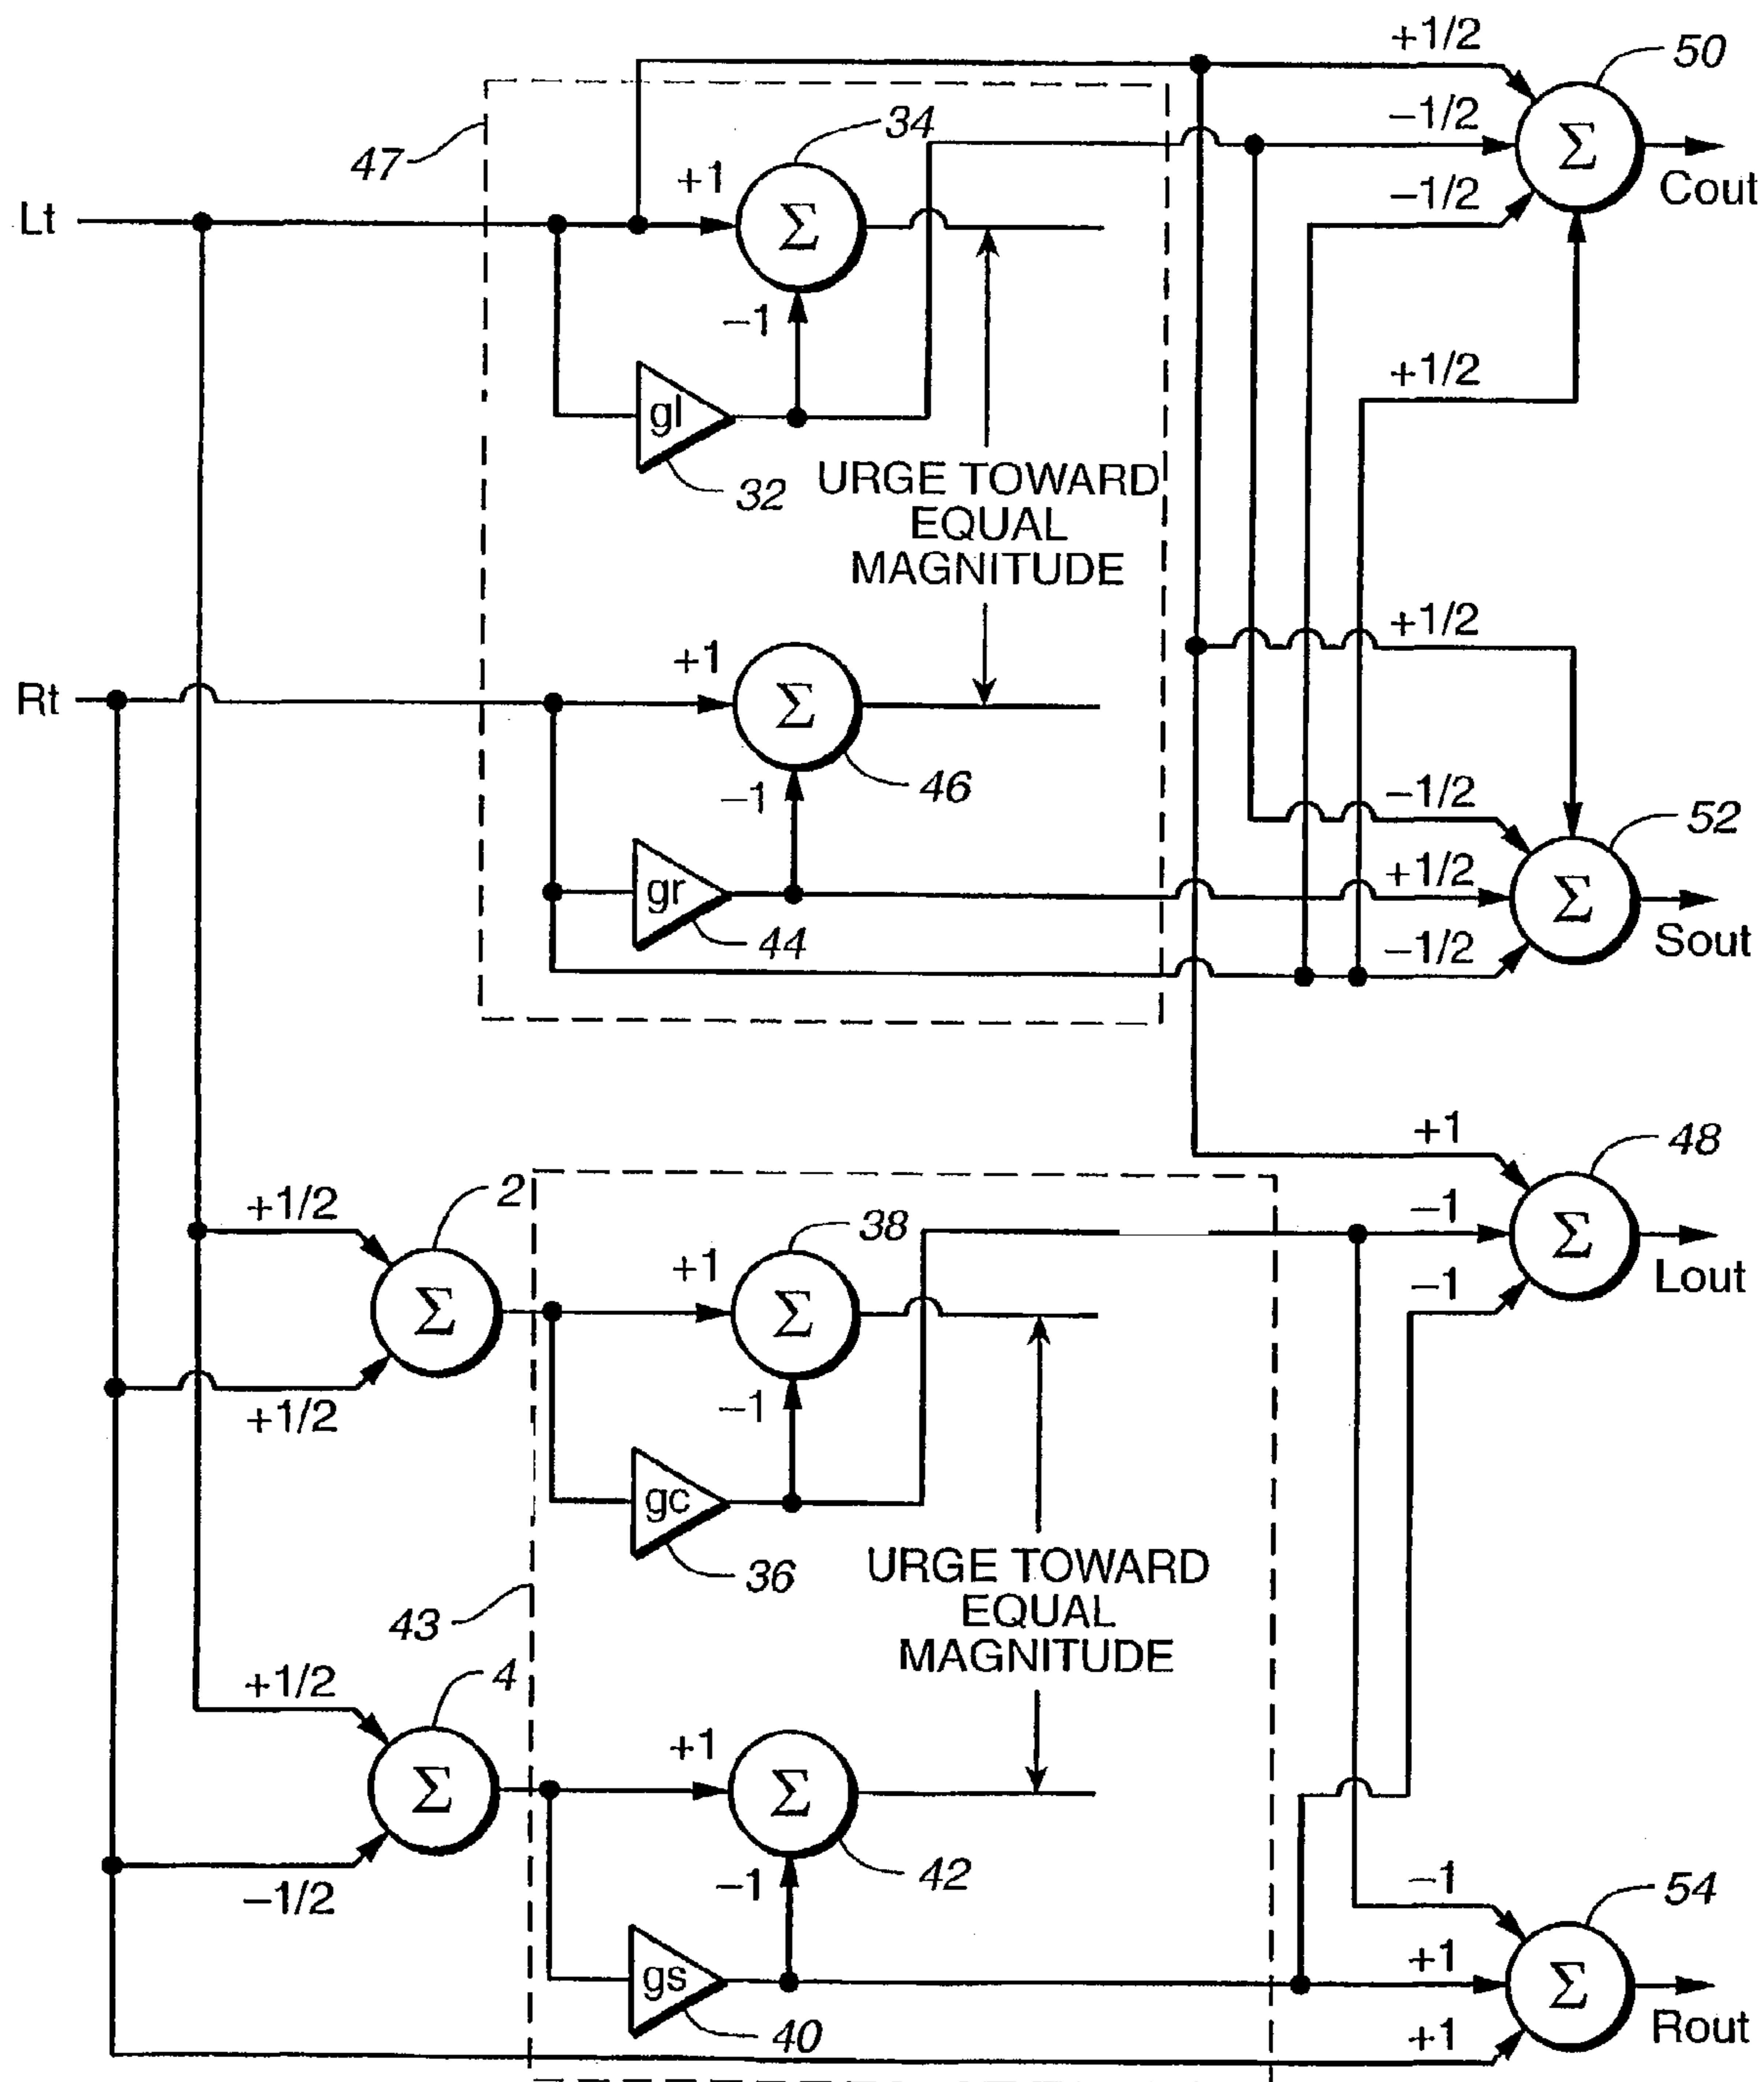 +1/2
50
−1/2
47
34
+1
Σ
Σ
Cout
Lt
−1/2
−1
+1/2
gl
32
URGE TOWARD
EQUAL
MAGNITUDE
+1/2
+1
Rt
Σ
46
−1
−1/2
52
gr
+1/2
Σ
44
−1/2
Sout
+1
48
2
+1/2
38
−1
+1
Σ
Σ
Σ
Lout
−1
+1/2
−1
gc
36
URGE TOWARD
EQUAL
MAGNITUDE
43
4
+1/2
+1
Σ
Σ
42
−1
−1/2
−1
54
gs
+1
Σ
40
+1
Rout